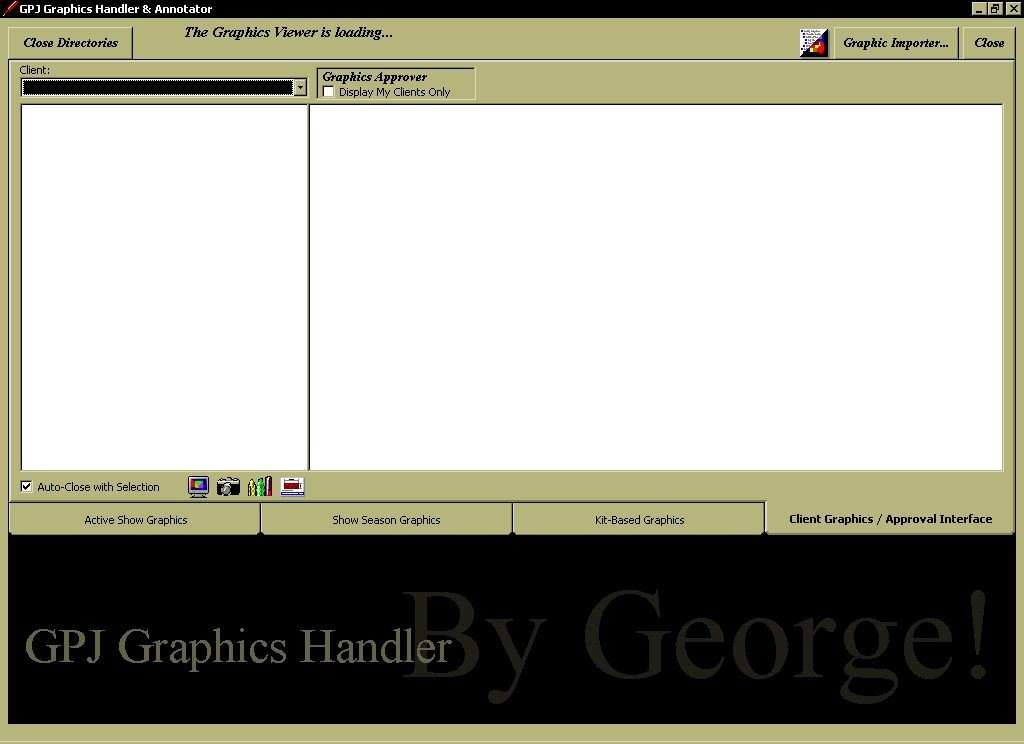 GPJ Graphics Handler & Annotator
Close Directories
The Graphics Viewer is loading...
Graphic Importer...
Close
Client:
Graphics Approver
Display My Clients Only
Auto-Close with Selection
Active Show Graphics
Show Season Graphics
Kit-Based Graphics
Client Graphics / Approval Interface
By George!
GPJ Graphics Handler